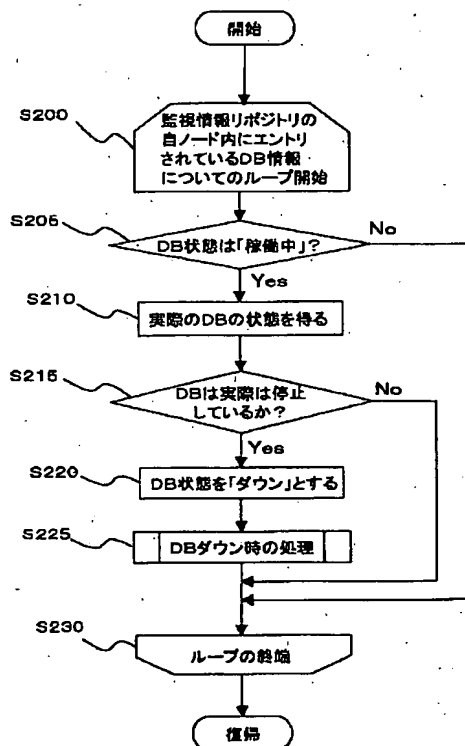 開始
S200
監視情報リポジトリの
自ノード内にエントリ
されているDB情報
についてのループ開始
S205
DB状態は「稼働中」?
No
Yes
S210
実際のDBの状態を得る
S215
DBは実際は停止
しているか?
No
Yes
S220
DB状態を「ダウン」とする
S225
DBダウン時の処理
S230
ループの終端
復帰